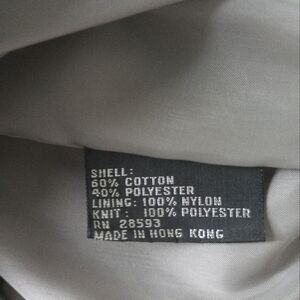 SHELL:
60% COTTON
40% POLYESTER
LINING: 100% NYLON
KNIT: 100% POLYESTER
RN 28593
MADE IN HONG KONG